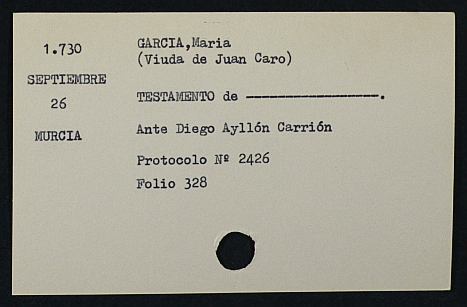 1.730
SEPTIEMBRE
26
MURCIA
GARCIA,Maria
(Viuda de Juan Caro)
TESTAMENTO de -----------------.
Ante Diego Ayllón Carrión
Protocolo Nº 2426
Folio 328